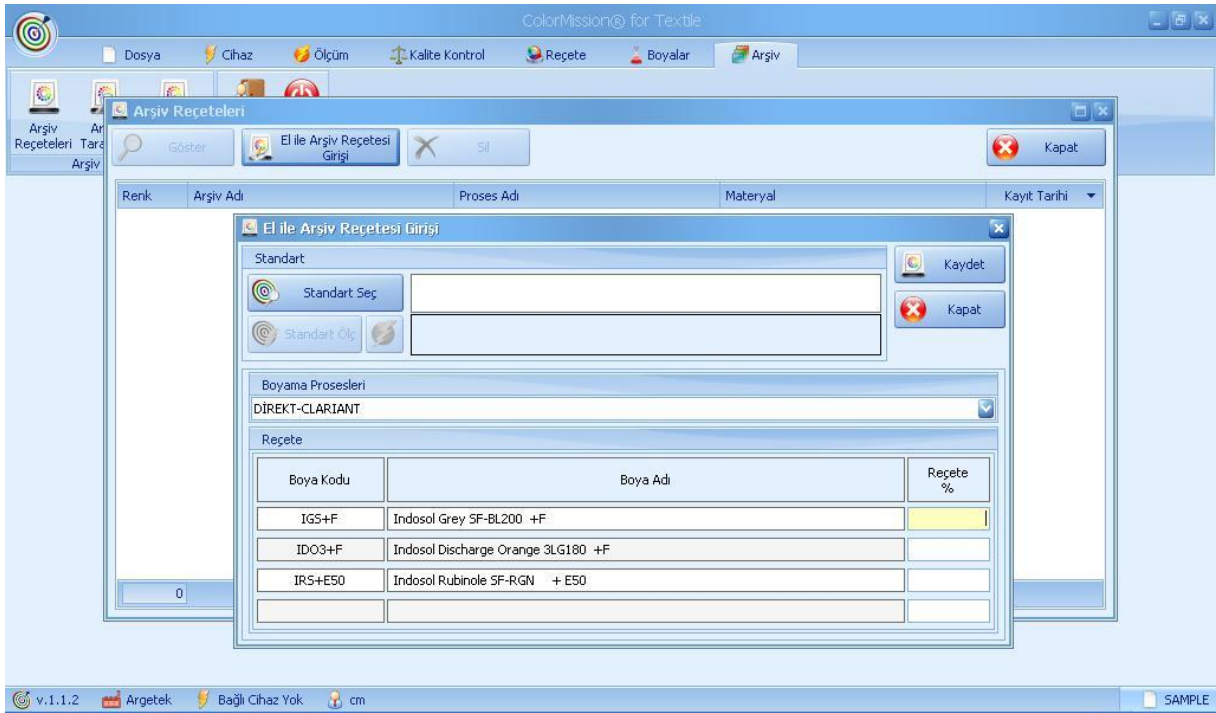 ColorMission® for Textile
Dosya Cihaz Ölçüm Kalite Kontrol Reçete Boyalar Arşiv
Arşiv Reçeteleri
Arşiv
Reçeteleri
Arşiv
Göster
El ile Arşiv Reçetesi Girişi
Sil
Kapat
Renk Arşiv Adı Proses Adı Materyal Kayıt Tarihi
El ile Arşiv Reçetesi Girişi
Standart
Kaydet
Standart Seç
Kapat
Standart Ölç
Boyama Prosesleri
DİREKT-CLARIANT
Reçete
Boya Kodu Boya Adı Reçete %
IGS+F Indosol Grey SF-BL200 +F
IDO3+F Indosol Discharge Orange 3LG180 +F
IRS+E50 Indosol Rubinole SF-RGN + E50
0
v.1.1.2 Argetek Bağlı Cihaz Yok cm SAMPLE